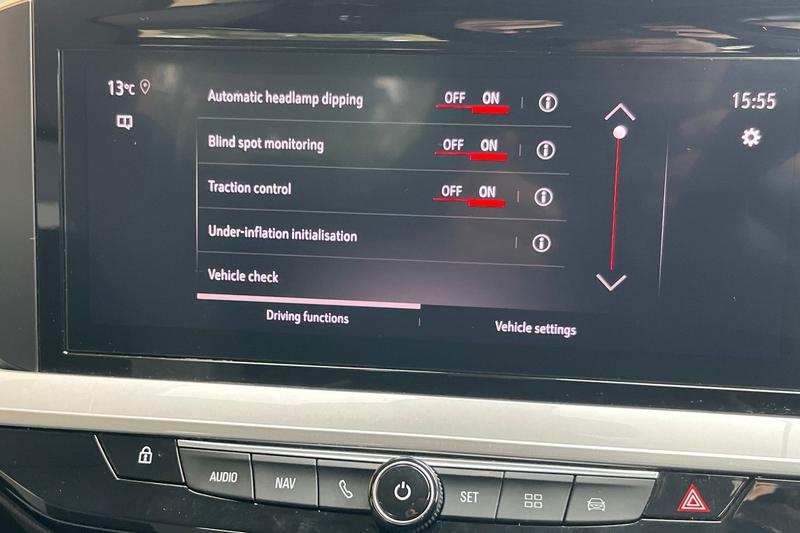 13°C
15:55
Automatic headlamp dipping OFF ON
Blind spot monitoring OFF ON
Traction control OFF ON
Under-inflation initialisation
Vehicle check
Driving functions Vehicle settings
AUDIO NAV SET